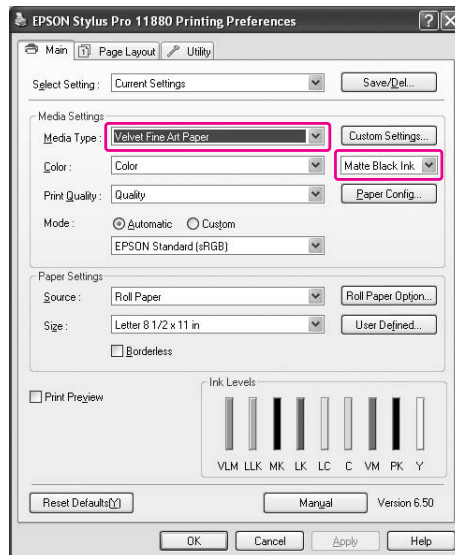 EPSON Stylus Pro 11880 Printing Preferences
Main Page Layout Utility
Select Setting : Current Settings Save/Del...
Media Settings
Media Type : Velvet Fine Art Paper Custom Settings...
Color : Color Matte Black Ink
Print Quality : Quality Paper Config...
Mode : Automatic Custom
EPSON Standard (sRGB)
Paper Settings
Source : Roll Paper Roll Paper Option...
Size : Letter 8 1/2 x 11 in User Defined...
Borderless
Print Preview
Ink Levels
VLM LLK MK LK LC C VM PK Y
Reset Defaults(Y) Manual Version 6.50
OK Cancel Apply Help